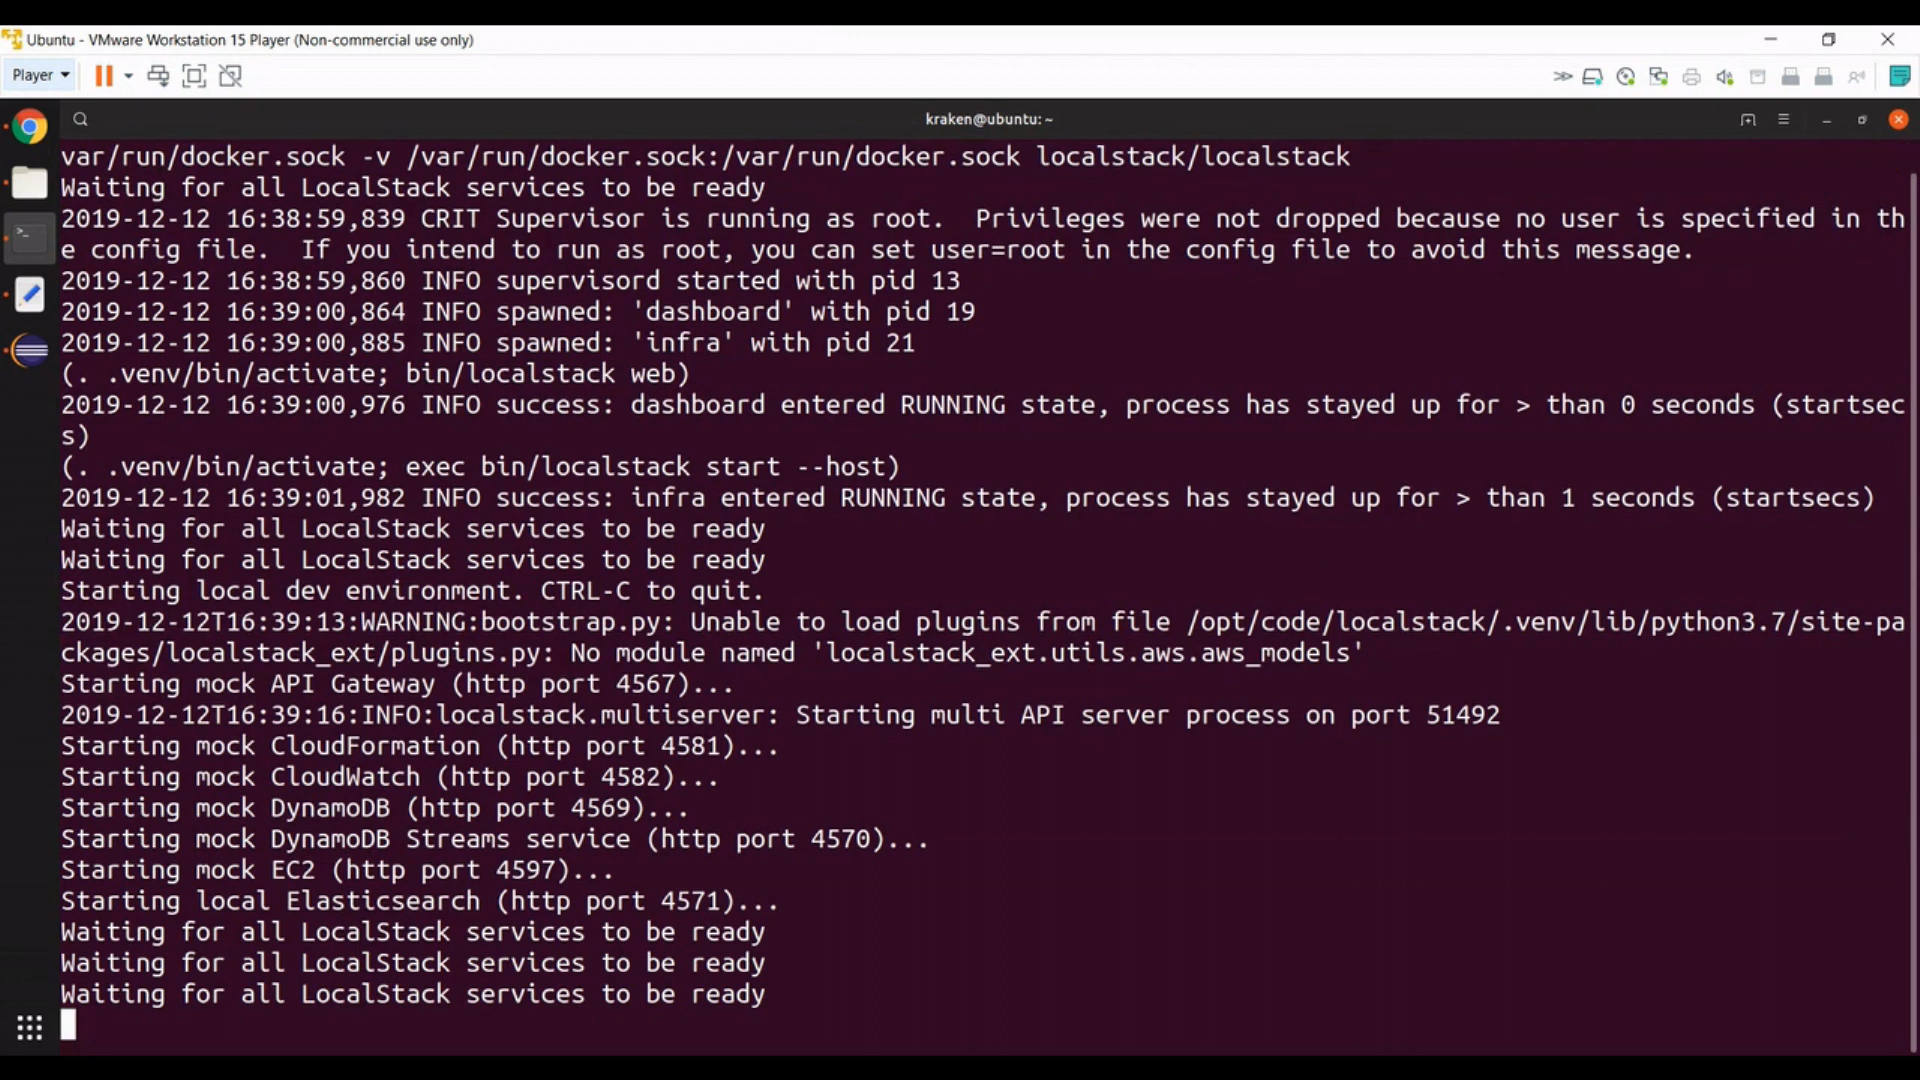 Ubuntu - VMware Workstation 15 Player (Non-commercial use only)
Player
kraken@ubuntu: ~
var/run/docker.sock -v /var/run/docker.sock:/var/run/docker.sock localstack/localstack
Waiting for all LocalStack services to be ready
2019-12-12 16:38:59,839 CRIT Supervisor is running as root.  Privileges were not dropped because no user is specified in th
e config file.  If you intend to run as root, you can set user=root in the config file to avoid this message.
2019-12-12 16:38:59,860 INFO supervisord started with pid 13
2019-12-12 16:39:00,864 INFO spawned: 'dashboard' with pid 19
2019-12-12 16:39:00,885 INFO spawned: 'infra' with pid 21
(. .venv/bin/activate; bin/localstack web)
2019-12-12 16:39:00,976 INFO success: dashboard entered RUNNING state, process has stayed up for > than 0 seconds (startsec
s)
(. .venv/bin/activate; exec bin/localstack start --host)
2019-12-12 16:39:01,982 INFO success: infra entered RUNNING state, process has stayed up for > than 1 seconds (startsecs)
Waiting for all LocalStack services to be ready
Waiting for all LocalStack services to be ready
Starting local dev environment. CTRL-C to quit.
2019-12-12T16:39:13:WARNING:bootstrap.py: Unable to load plugins from file /opt/code/localstack/.venv/lib/python3.7/site-pa
ckages/localstack_ext/plugins.py: No module named 'localstack_ext.utils.aws.aws_models'
Starting mock API Gateway (http port 4567)...
2019-12-12T16:39:16:INFO:localstack.multiserver: Starting multi API server process on port 51492
Starting mock CloudFormation (http port 4581)...
Starting mock CloudWatch (http port 4582)...
Starting mock DynamoDB (http port 4569)...
Starting mock DynamoDB Streams service (http port 4570)...
Starting mock EC2 (http port 4597)...
Starting local Elasticsearch (http port 4571)...
Waiting for all LocalStack services to be ready
Waiting for all LocalStack services to be ready
Waiting for all LocalStack services to be ready